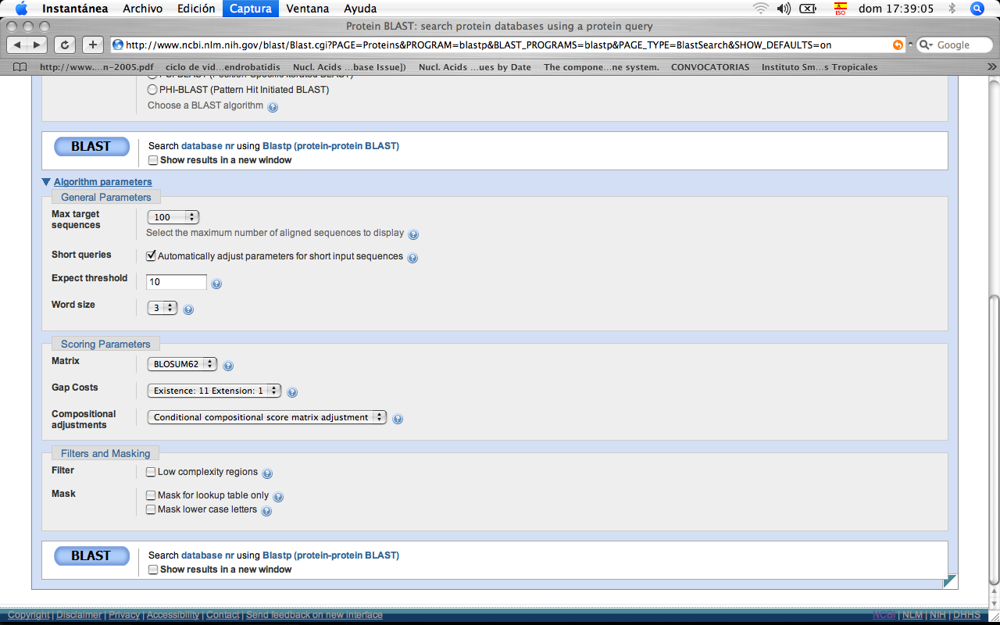 Instantánea Archivo Edición Captura Ventana Ayuda ISO dom 17:39:05
Protein BLAST: search protein databases using a protein query
http://www.ncbi.nlm.nih.gov/blast/Blast.cgi?PAGE=Proteins&PROGRAM=blastp&BLAST_PROGRAMS=blastp&PAGE_TYPE=BlastSearch&SHOW_DEFAULTS=on Google
http://www....n-2005.pdf ciclo de vid...endrobatidis Nucl. Acids ...base Issue]) Nucl. Acids ...ues by Date The compone...ne system. CONVOCATORIAS Instituto Sm...s Tropicales
PSI-BLAST (Position-Specific Iterated BLAST)
PHI-BLAST (Pattern Hit Initiated BLAST)
Choose a BLAST algorithm
BLAST Search database nr using Blastp (protein-protein BLAST)
Show results in a new window
Algorithm parameters
General Parameters
Max target sequences 100
Select the maximum number of aligned sequences to display
Short queries Automatically adjust parameters for short input sequences
Expect threshold 10
Word size 3
Scoring Parameters
Matrix BLOSUM62
Gap Costs Existence: 11 Extension: 1
Compositional adjustments Conditional compositional score matrix adjustment
Filters and Masking
Filter Low complexity regions
Mask Mask for lookup table only
Mask lower case letters
BLAST Search database nr using Blastp (protein-protein BLAST)
Show results in a new window
Copyright | Disclaimer | Privacy | Accessibility | Contact | Send feedback on new interface NCBI | NLM | NIH | DHHS